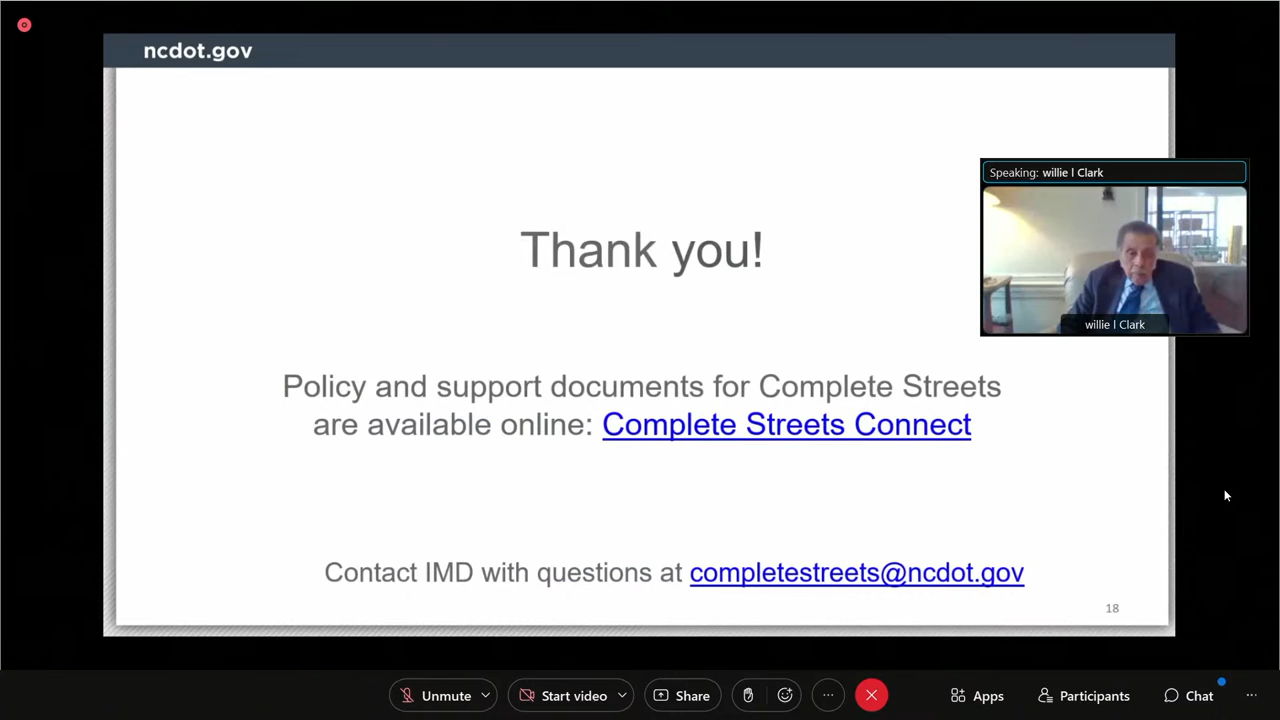 ncdot.gov
Speaking: willie l Clark
willie l Clark
Thank you!
Policy and support documents for Complete Streets
are available online: Complete Streets Connect
Contact IMD with questions at completestreets@ncdot.gov
18
Unmute
Start video
Share
Apps
Participants
Chat